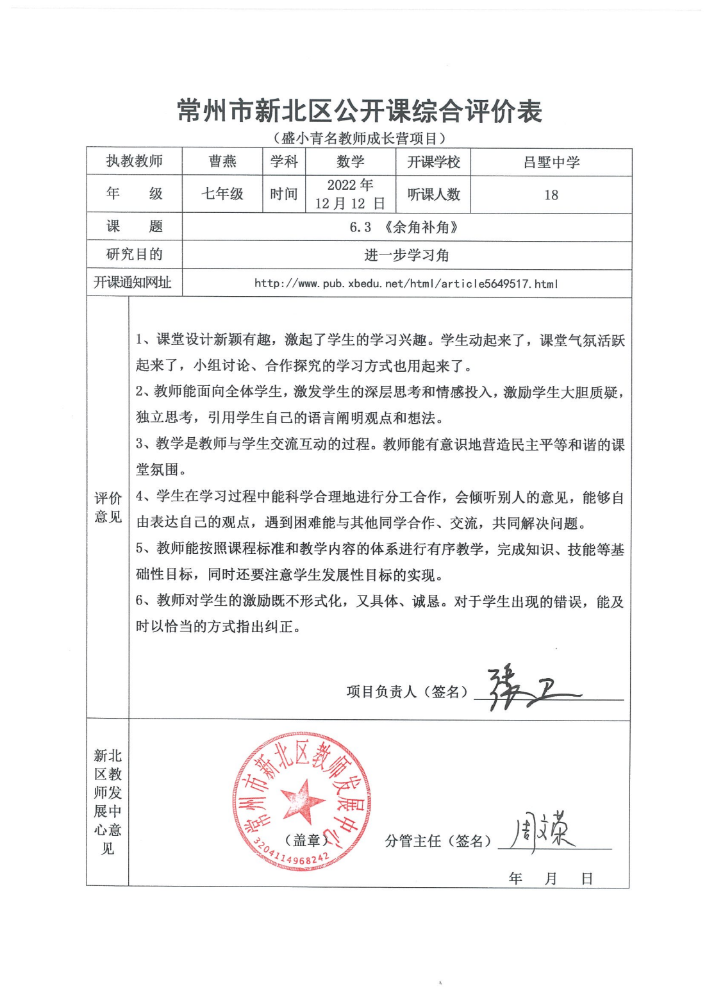 常州市新北区公开课综合评价表
（盛小青名教师成长营项目）
执教教师 曹燕 学科 数学 开课学校 吕墅中学
年 级 七年级 时间 2022 年
12 月 12 日 听课人数 18
课 题 6.3 《余角补角》
研究目的 进一步学习角
开课通知网址 http://www.pub.xbedu.net/html/article5649517.html
1、课堂设计新颖有趣，激起了学生的学习兴趣。学生动起来了，课堂气氛活跃
起来了，小组讨论、合作探究的学习方式也用起来了。
2、教师能面向全体学生，激发学生的深层思考和情感投入，激励学生大胆质疑，
独立思考，引用学生自己的语言阐明观点和想法。
3、教学是教师与学生交流互动的过程。教师能有意识地营造民主平等和谐的课
堂氛围。
评价
意见
4、学生在学习过程中能科学合理地进行分工合作，会倾听别人的意见，能够自
由表达自己的观点，遇到困难能与其他同学合作、交流，共同解决问题。
5、教师能按照课程标准和教学内容的体系进行有序教学，完成知识、技能等基
础性目标，同时还要注意学生发展性目标的实现。
6、教师对学生的激励既不形式化，又具体、诚恳。对于学生出现的错误，能及
时以恰当的方式指出纠正。
项目负责人（签名） 張卫
新北
区教
师发
展中
心意
见
常州市新北区教师发展中心
3204114968242
（盖章）
分管主任（签名） 周文荣
年 月 日